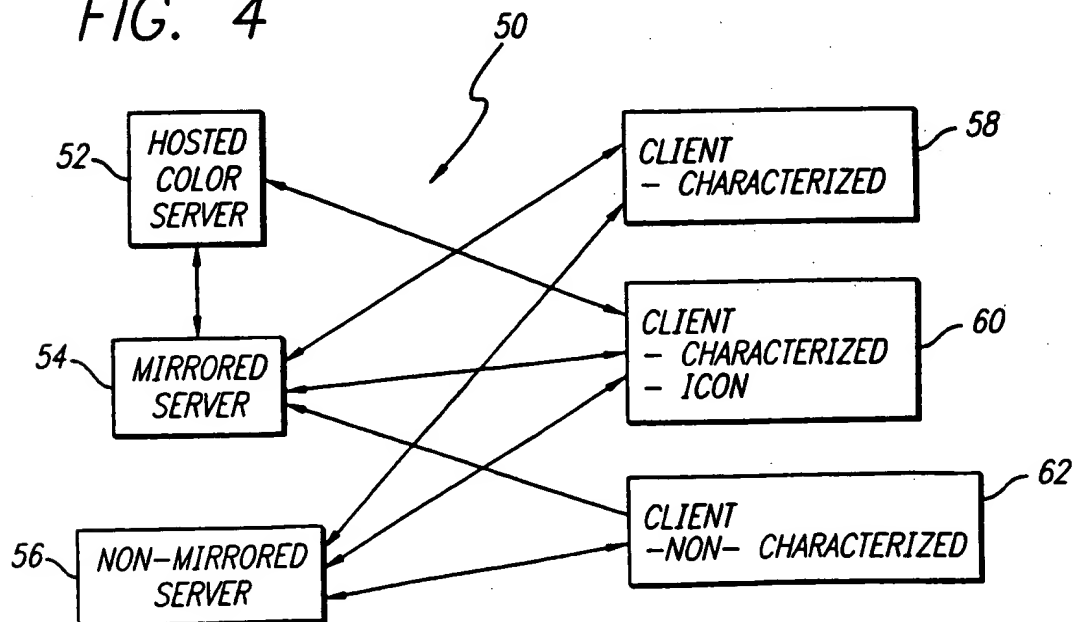 FIG. 4
50
52
HOSTED
COLOR
SERVER
58
CLIENT
- CHARACTERIZED
54
MIRRORED
SERVER
60
CLIENT
- CHARACTERIZED
- ICON
56
NON-MIRRORED
SERVER
62
CLIENT
-NON- CHARACTERIZED